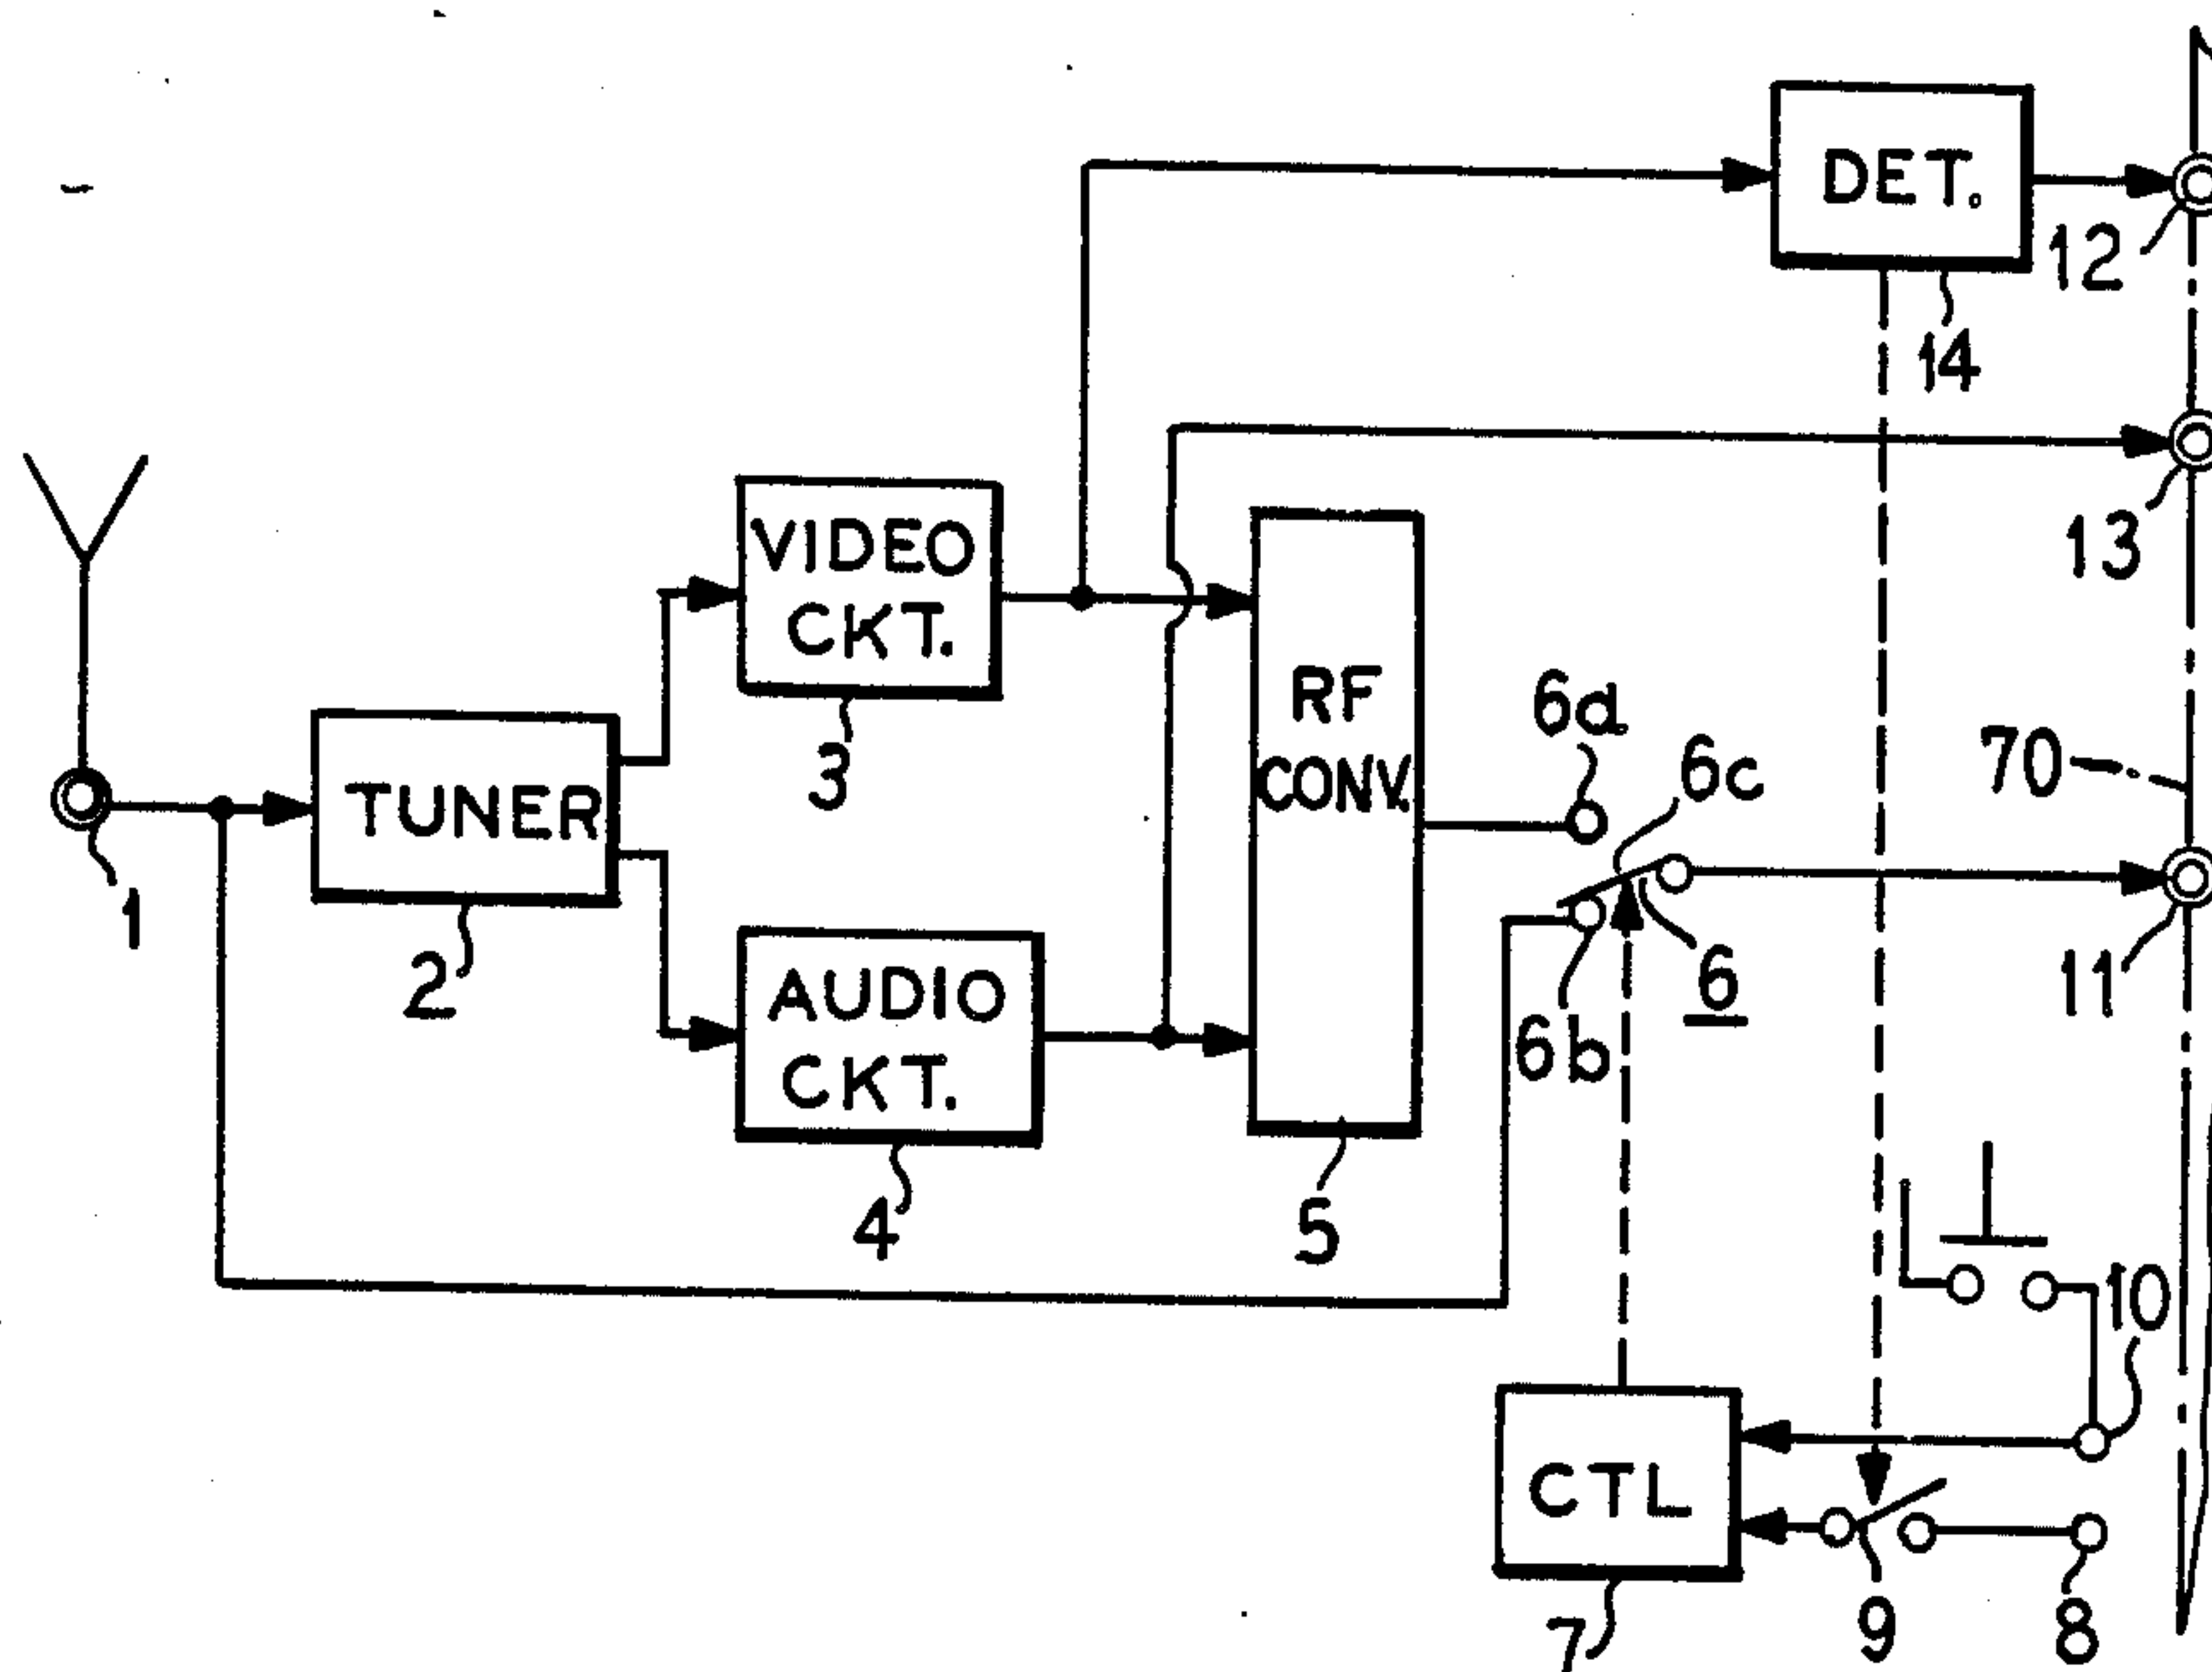 DET.
12
14
13
VIDEO
CKT.
3
RF
CONV.
6d
6c
70
TUNER
1
2
AUDIO
CKT.
4
5
6b
6
11
10
CTL
7
9
8